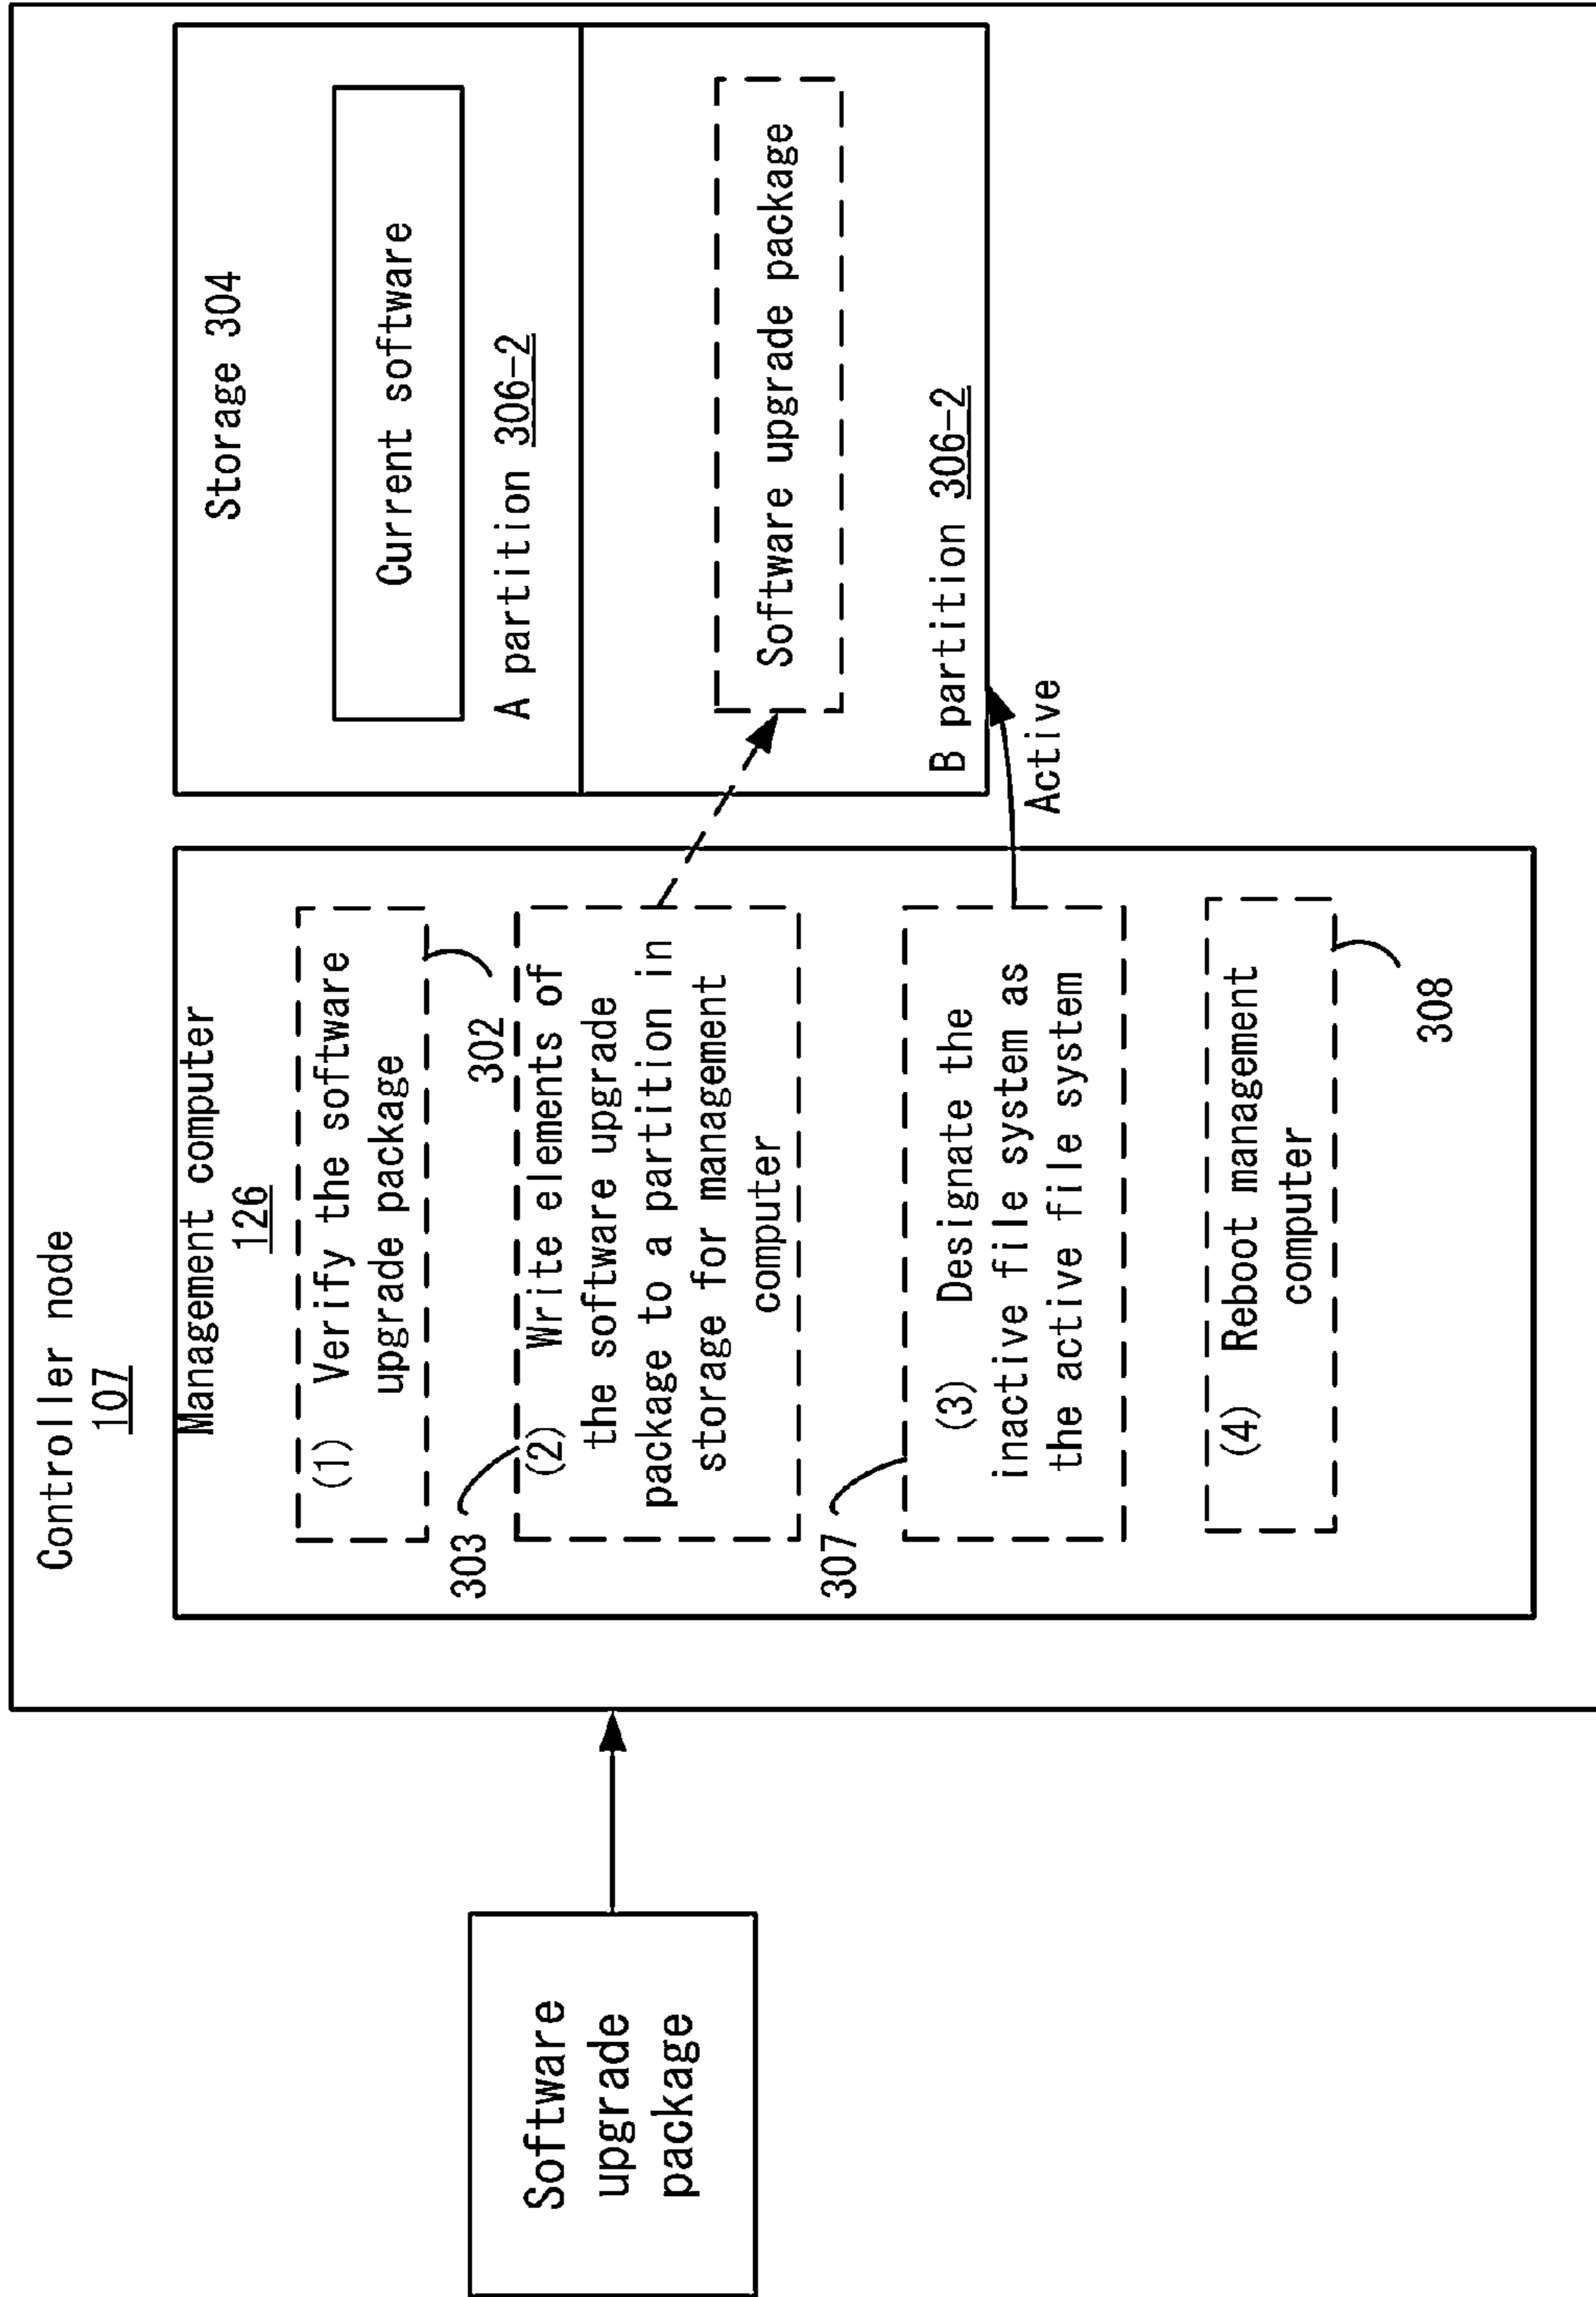 Controller node
107
Management computer
126
(1) Verify the software
upgrade package
302
303
(2) Write elements of
the software upgrade
package to a partition in
storage for management
computer
307
(3) Designate the
inactive file system as
the active file system
(4) Reboot management
computer
308
Storage 304
Current software
A partition 306-2
Software upgrade package
B partition 306-2
Active
Software
upgrade
package